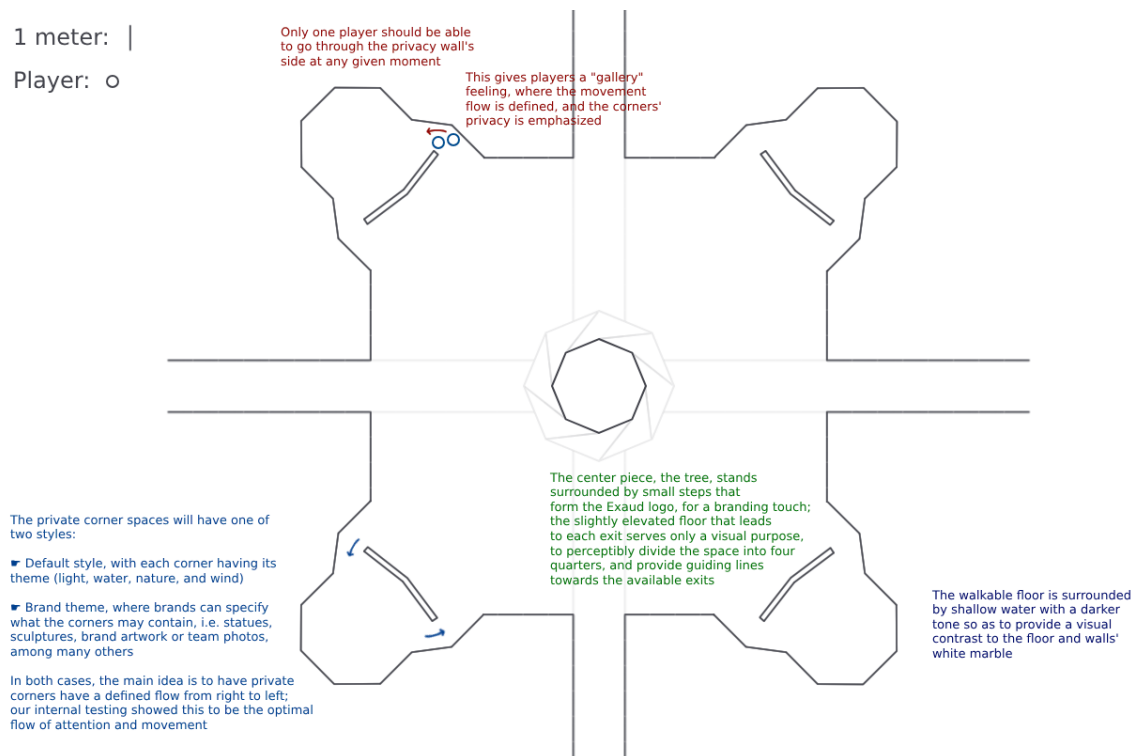 1 meter:
Player:
Only one player should be able
to go through the privacy wall's
side at any given moment
This gives players a "gallery"
feeling, where the movement
flow is defined, and the corners'
privacy is emphasized
The center piece, the tree, stands
surrounded by small steps that
form the Exaud logo, for a branding touch;
the slightly elevated floor that leads
to each exit serves only a visual purpose,
to perceptibly divide the space into four
quarters, and provide guiding lines
towards the available exits
The private corner spaces will have one of
two styles:
☛ Default style, with each corner having its
theme (light, water, nature, and wind)
☛ Brand theme, where brands can specify
what the corners may contain, i.e. statues,
sculptures, brand artwork or team photos,
among many others
In both cases, the main idea is to have private
corners have a defined flow from right to left;
our internal testing showed this to be the optimal
flow of attention and movement
The walkable floor is surrounded
by shallow water with a darker
tone so as to provide a visual
contrast to the floor and walls'
white marble